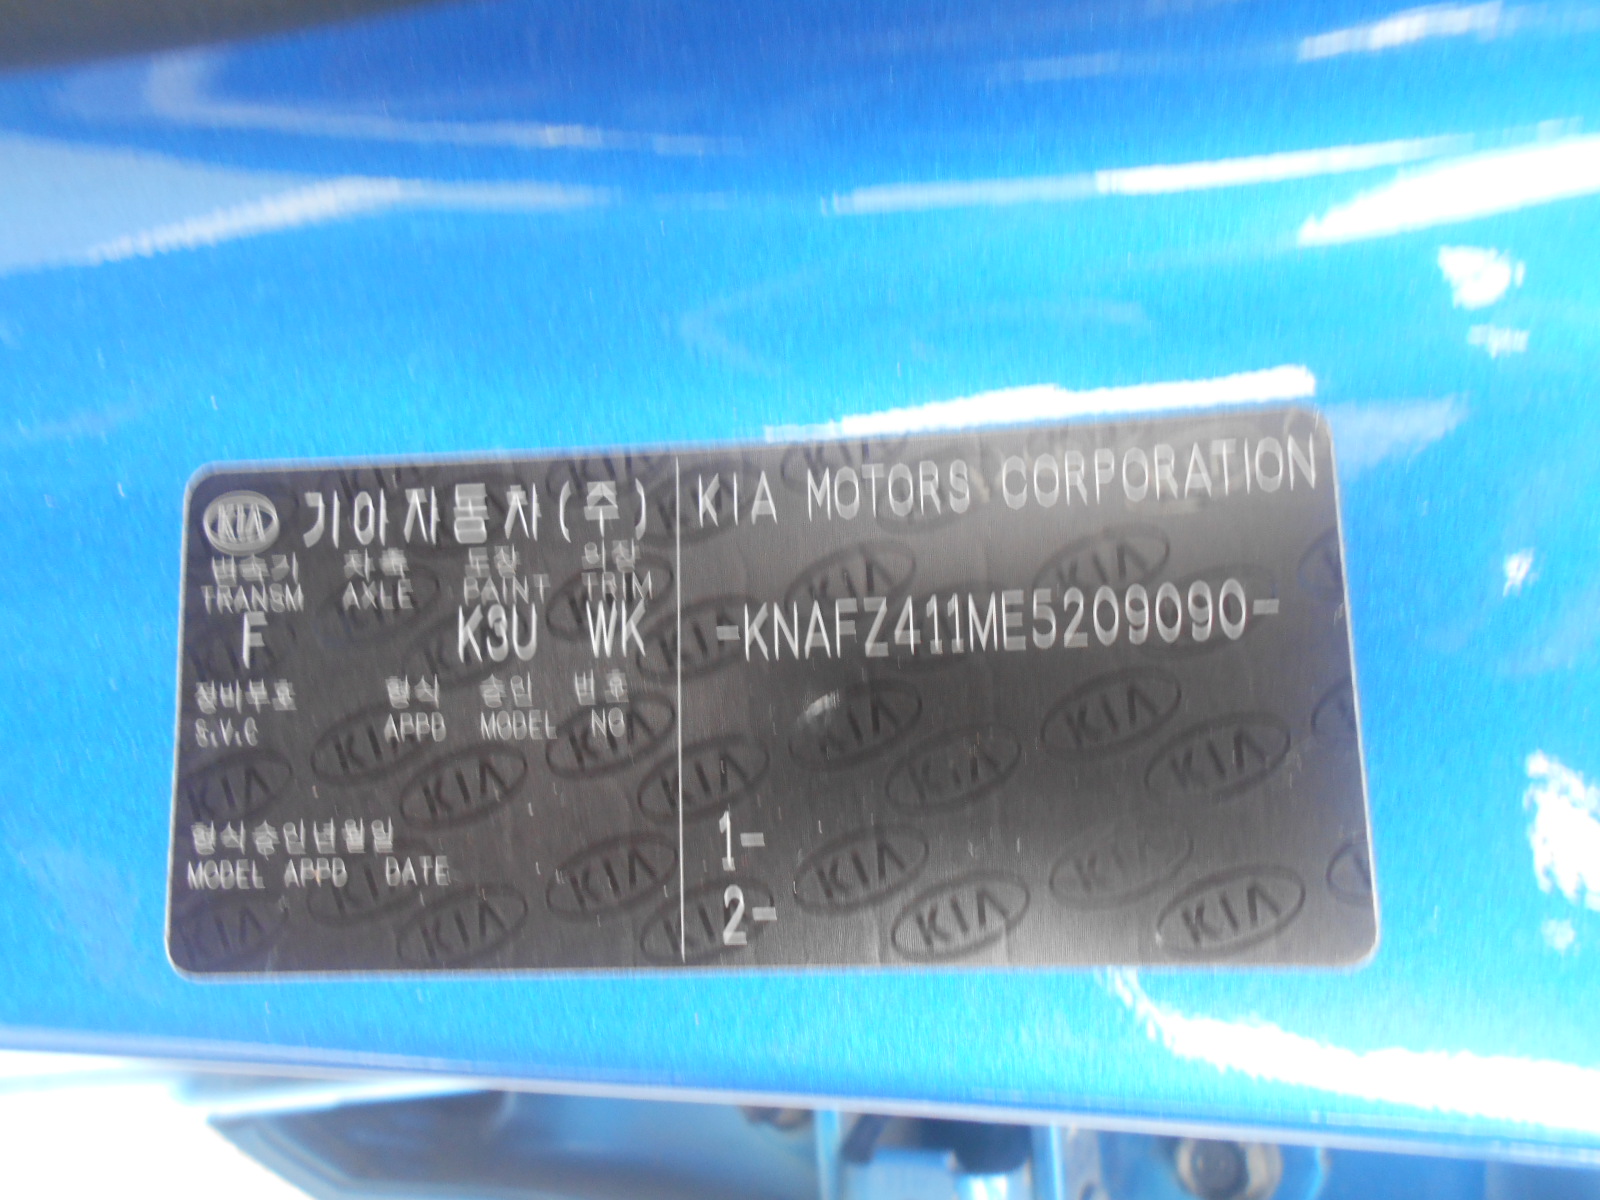 KIA 기아자동차(주)
변속기 차축 도장 의장
TRANSM AXLE PAINT TRIM
F K3U WK
장비부호 형식 승인 번호
S.V.C APPD MODEL NO
형식승인년월일
MODEL APPD DATE
KIA MOTORS CORPORATION
-KNAFZ411ME5209090-
1-
2-